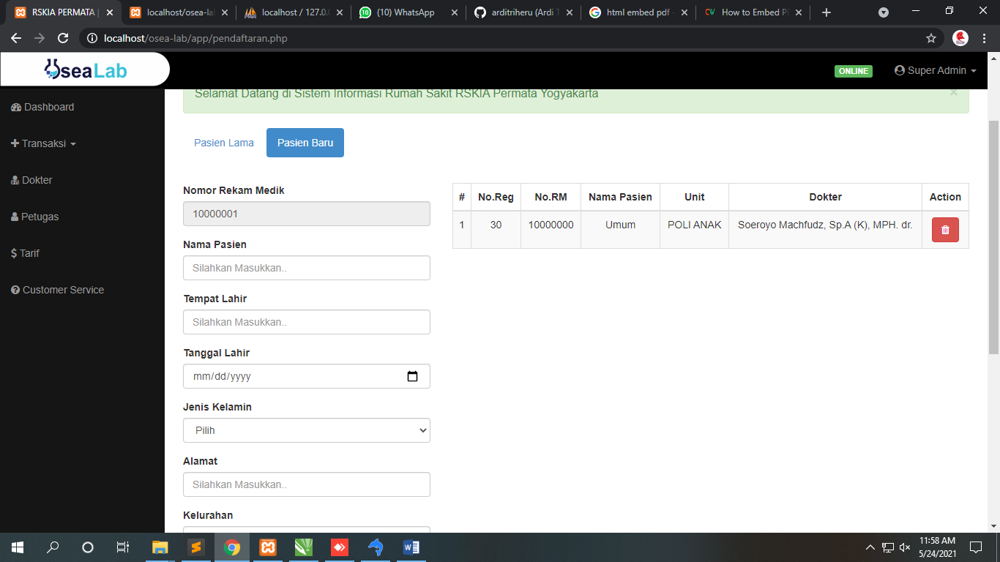 RSKIA PERMATA |
localhost/osea-lab
localhost / 127.0.
(10) WhatsApp
arditriheru (Ardi T
html embed pdf -
How to Embed P
localhost/osea-lab/app/pendaftaran.php
OseaLab
ONLINE
Super Admin
Selamat Datang di Sistem Informasi Rumah Sakit RSKIA Permata Yogyakarta
×
Dashboard
Transaksi
Dokter
Petugas
Tarif
Customer Service
Pasien Lama
Pasien Baru
Nomor Rekam Medik
10000001
Nama Pasien
Silahkan Masukkan..
Tempat Lahir
Silahkan Masukkan..
Tanggal Lahir
mm/dd/yyyy
Jenis Kelamin
Pilih
Alamat
Silahkan Masukkan..
Kelurahan
# No.Reg No.RM Nama Pasien Unit Dokter Action
1 30 10000000 Umum POLI ANAK Soeroyo Machfudz, Sp.A (K), MPH. dr.
11:58 AM
5/24/2021